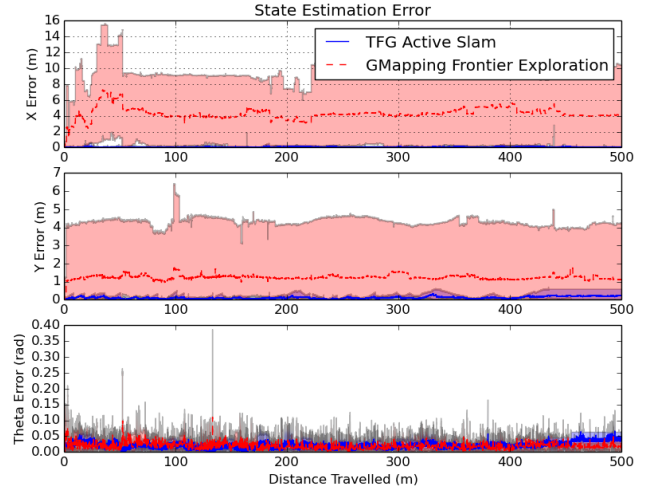 State Estimation Error
X Error (m)
16
14
12
10
8
6
4
2
0
TFG Active Slam
GMapping Frontier Exploration
0 100 200 300 400 500
Y Error (m)
7
6
5
4
3
2
1
0
0 100 200 300 400 500
Theta Error (rad)
0.40
0.35
0.30
0.25
0.20
0.15
0.10
0.05
0.00
0 100 200 300 400 500
Distance Travelled (m)